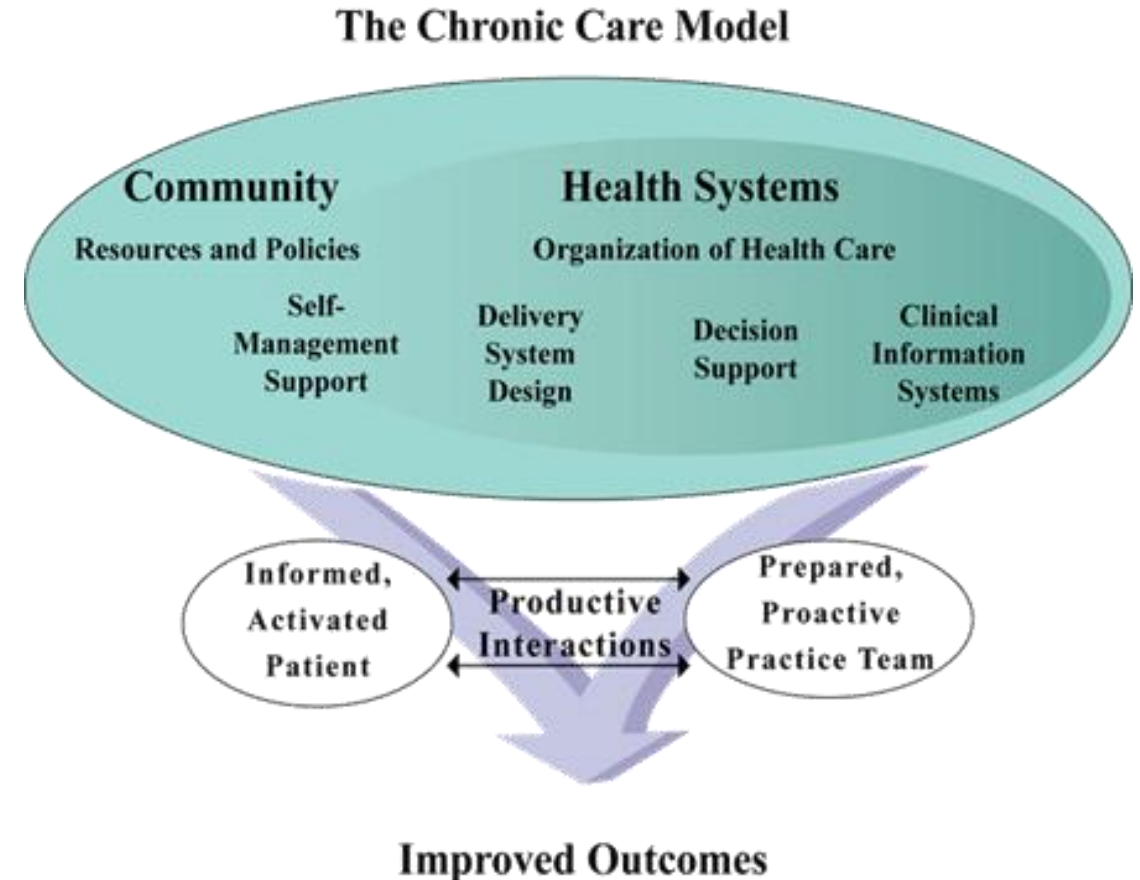 The Chronic Care Model
Community
Health Systems
Resources and Policies
Organization of Health Care
Self-
Management
Support
Delivery
System
Design
Decision
Support
Clinical
Information
Systems
Informed,
Activated
Patient
Productive
Interactions
Prepared,
Proactive
Practice Team
Improved Outcomes